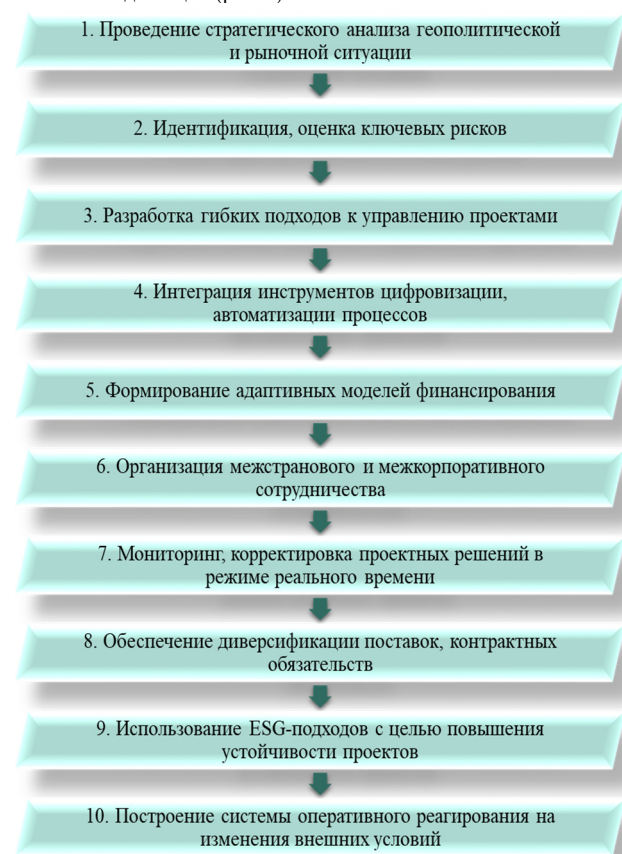 1. Проведение стратегического анализа геополитической
и рыночной ситуации
2. Идентификация, оценка ключевых рисков
3. Разработка гибких подходов к управлению проектами
4. Интеграция инструментов цифровизации,
автоматизации процессов
5. Формирование адаптивных моделей финансирования
6. Организация межстранового и межкорпоративного
сотрудничества
7. Мониторинг, корректировка проектных решений в
режиме реального времени
8. Обеспечение диверсификации поставок, контрактных
обязательств
9. Использование ESG-подходов с целью повышения
устойчивости проектов
10. Построение системы оперативного реагирования на
изменения внешних условий